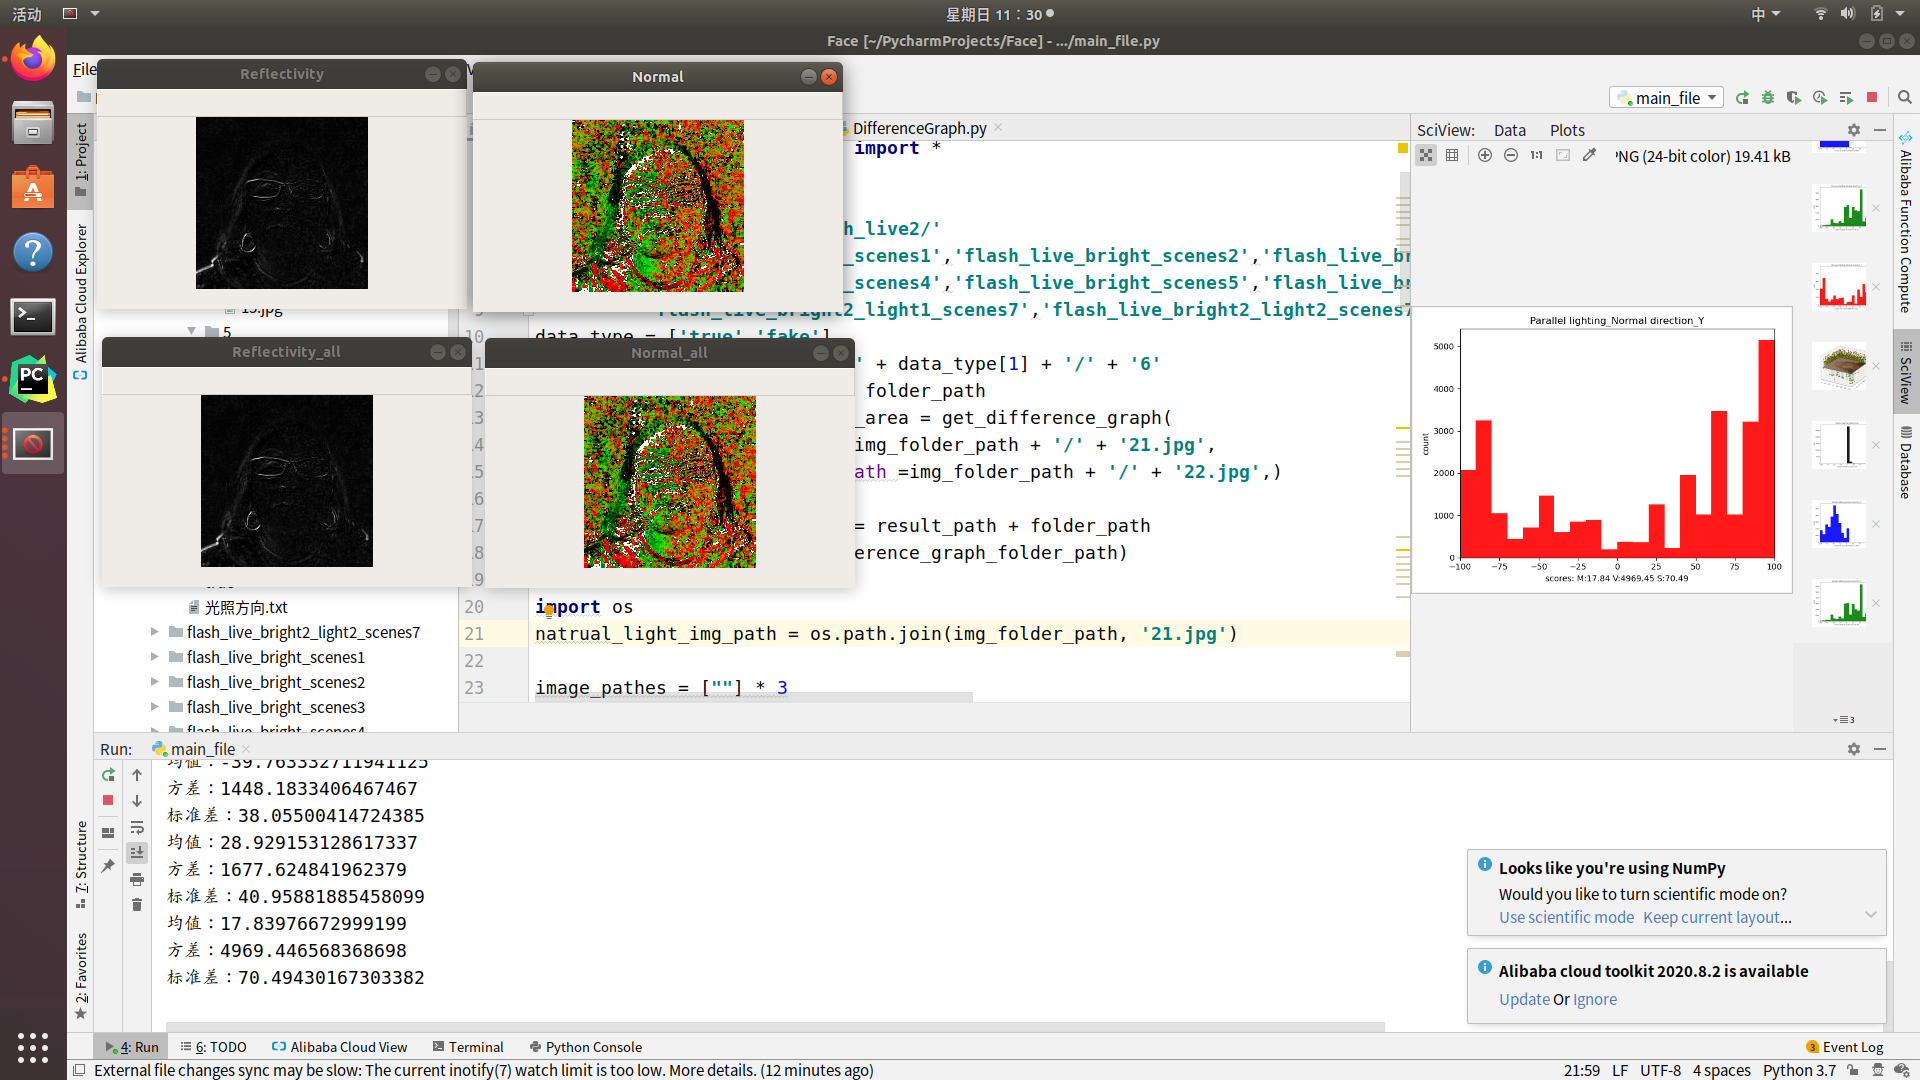 活动
星期日 11：30
中
Face [~/PycharmProjects/Face] - .../main_file.py
File
Reflectivity
Normal
main_file
1: Project
DifferenceGraph.py
SciView:
Data
Plots
PNG (24-bit color) 19.41 kB
import *
h_live2/'
_scenes1','flash_live_bright_scenes2','flash_live_br
_scenes4','flash_live_bright_scenes5','flash_live_b
'flash_live_bright2_light1_scenes7','flash_live_bright2_light2_scenes7
15.jpg
5
10
data_type = ['true','fake']
Reflectivity_all
Normal_all
' + data_type[1] + '/' + '6'
folder_path
_area = get_difference_graph(
img_folder_path + '/' + '21.jpg',
ath =img_folder_path + '/' + '22.jpg',)
= result_path + folder_path
erence_graph_folder_path)
true
光照方向.txt
flash_live_bright2_light2_scenes7
flash_live_bright_scenes1
flash_live_bright_scenes2
flash_live_bright_scenes3
flash_live_bright_scenes4
20 import os
21 natrual_light_img_path = os.path.join(img_folder_path, '21.jpg')
22
23 image_pathes = [""] * 3
Parallel lighting_Normal direction_Y
count
5000
4000
3000
2000
1000
0
−100 −75 −50 −25 0 25 50 75 100
scores: M:17.84 V:4969.45 S:70.49
3
Alibaba Cloud Explorer
Alibaba Function Compute
SciView
Database
7: Structure
2: Favorites
Run:
main_file
均值：-39.763332711941125
方差：1448.1833406467467
标准差：38.05500414724385
均值：28.929153128617337
方差：1677.624841962379
标准差：40.95881885458099
均值：17.83976672999199
方差：4969.446568368698
标准差：70.49430167303382
Looks like you're using NumPy
Would you like to turn scientific mode on?
Use scientific mode Keep current layout...
Alibaba cloud toolkit 2020.8.2 is available
Update Or Ignore
4: Run
6: TODO
Alibaba Cloud View
Terminal
Python Console
3 Event Log
External file changes sync may be slow: The current inotify(7) watch limit is too low. More details. (12 minutes ago)
21:59 LF UTF-8 4 spaces Python 3.7